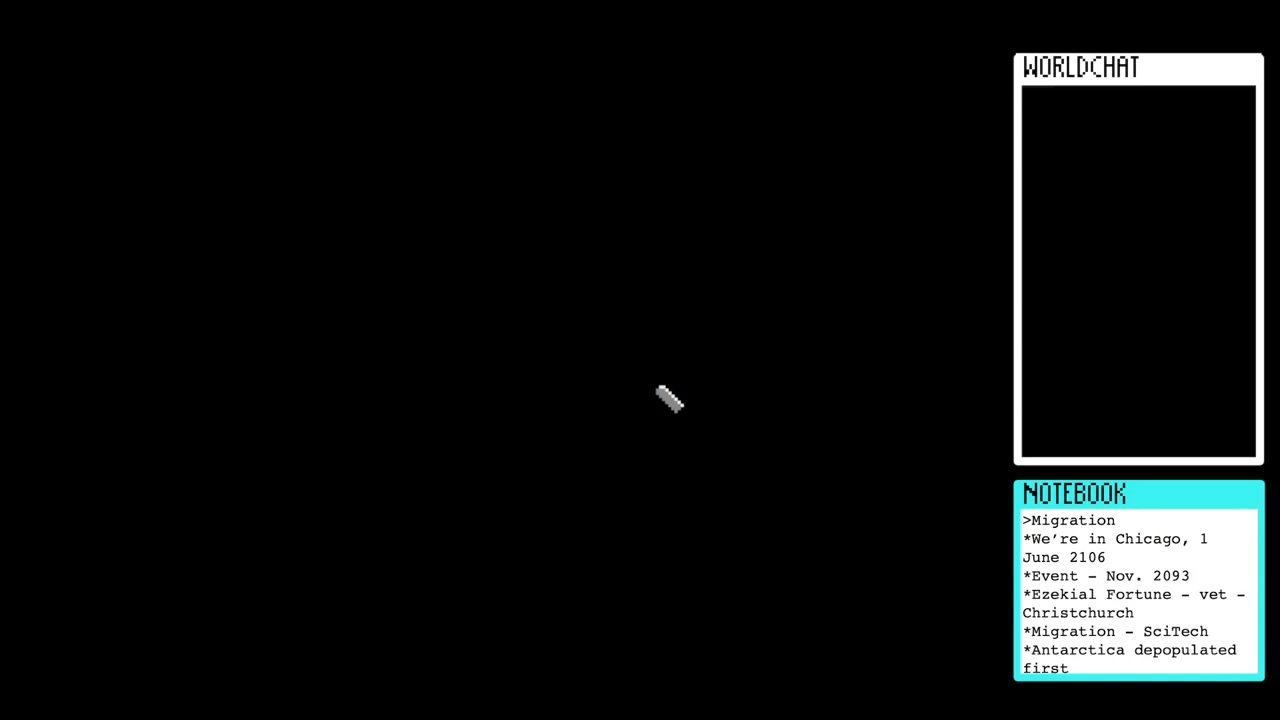 WORLDCHAT
NOTEBOOK
>Migration
*We're in Chicago, 1
June 2106
*Event - Nov. 2093
*Ezekial Fortune - vet -
Christchurch
*Migration - SciTech
*Antarctica depopulated
first